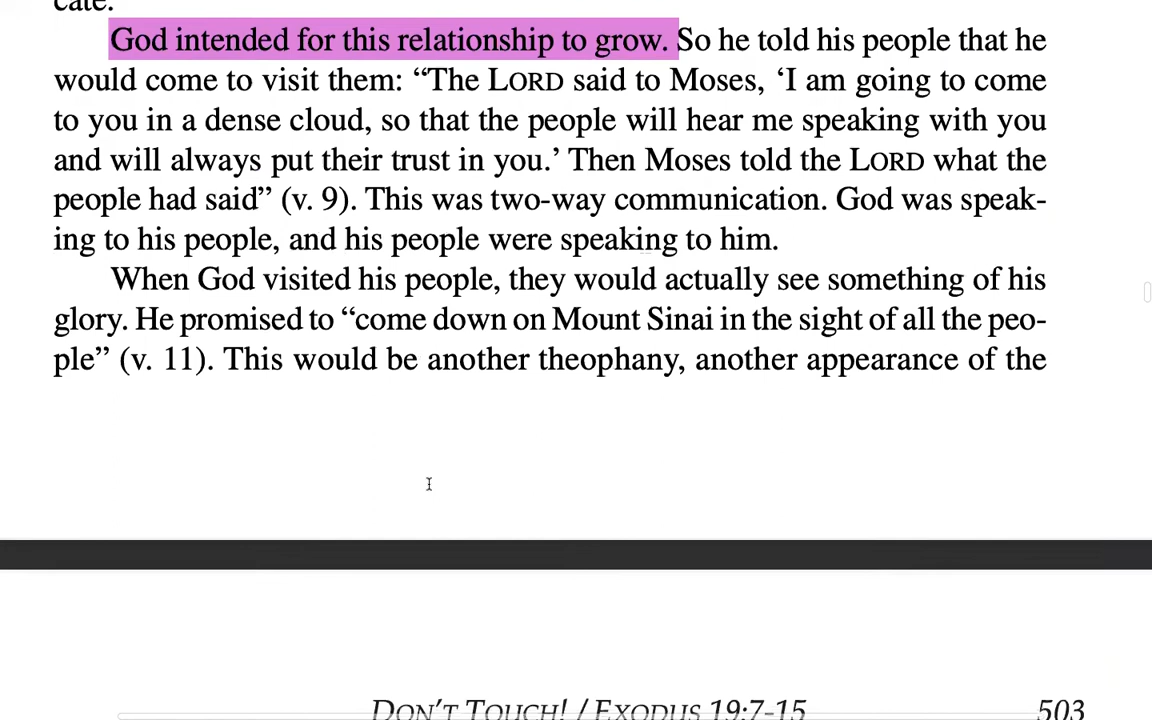 cate.
God intended for this relationship to grow. So he told his people that he
would come to visit them: “The LORD said to Moses, ‘I am going to come
to you in a dense cloud, so that the people will hear me speaking with you
and will always put their trust in you.’ Then Moses told the LORD what the
people had said” (v. 9). This was two-way communication. God was speak-
ing to his people, and his people were speaking to him.
When God visited his people, they would actually see something of his
glory. He promised to “come down on Mount Sinai in the sight of all the peo-
ple” (v. 11). This would be another theophany, another appearance of the
DON’T TOUCH! / EXODUS 19:7-15 503